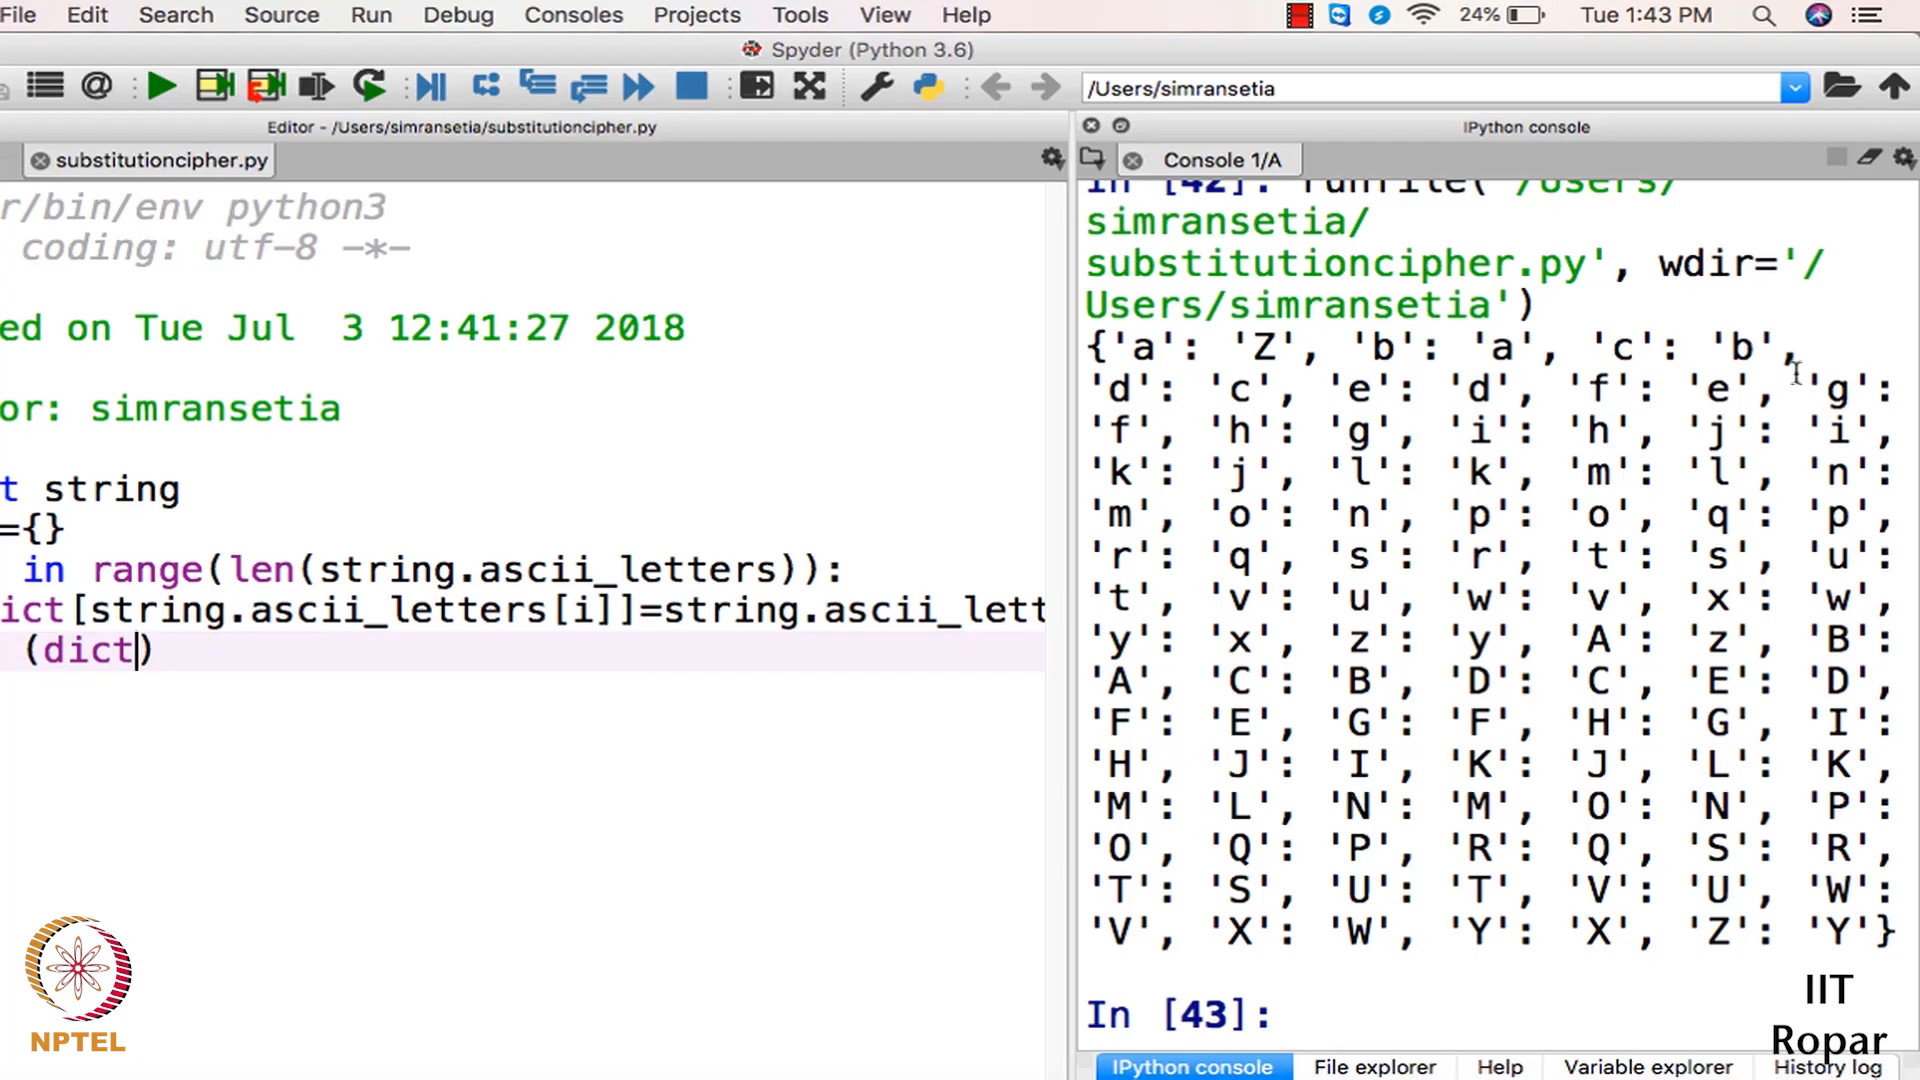 File Edit Search Source Run Debug Consoles Projects Tools View Help 24% Tue 1:43 PM
Spyder (Python 3.6)
/Users/simransetia
Editor - /Users/simransetia/substitutioncipher.py
IPython console
substitutioncipher.py
Console 1/A
r/bin/env python3
coding: utf-8 -*-
ed on Tue Jul  3 12:41:27 2018
or: simransetia
t string
={}
in range(len(string.ascii_letters)):
ict[string.ascii_letters[i]]=string.ascii_lett
(dict)
In [42]: runfile('/Users/
simransetia/
substitutioncipher.py', wdir='/
Users/simransetia')
{'a': 'Z', 'b': 'a', 'c': 'b',
'd': 'c', 'e': 'd', 'f': 'e', 'g':
'f', 'h': 'g', 'i': 'h', 'j': 'i',
'k': 'j', 'l': 'k', 'm': 'l', 'n':
'm', 'o': 'n', 'p': 'o', 'q': 'p',
'r': 'q', 's': 'r', 't': 's', 'u':
't', 'v': 'u', 'w': 'v', 'x': 'w',
'y': 'x', 'z': 'y', 'A': 'z', 'B':
'A', 'C': 'B', 'D': 'C', 'E': 'D',
'F': 'E', 'G': 'F', 'H': 'G', 'I':
'H', 'J': 'I', 'K': 'J', 'L': 'K',
'M': 'L', 'N': 'M', 'O': 'N', 'P':
'O', 'Q': 'P', 'R': 'Q', 'S': 'R',
'T': 'S', 'U': 'T', 'V': 'U', 'W':
'V', 'X': 'W', 'Y': 'X', 'Z': 'Y'}
In [43]:
IPython console File explorer Help Variable explorer History log
NPTEL
IIT
Ropar